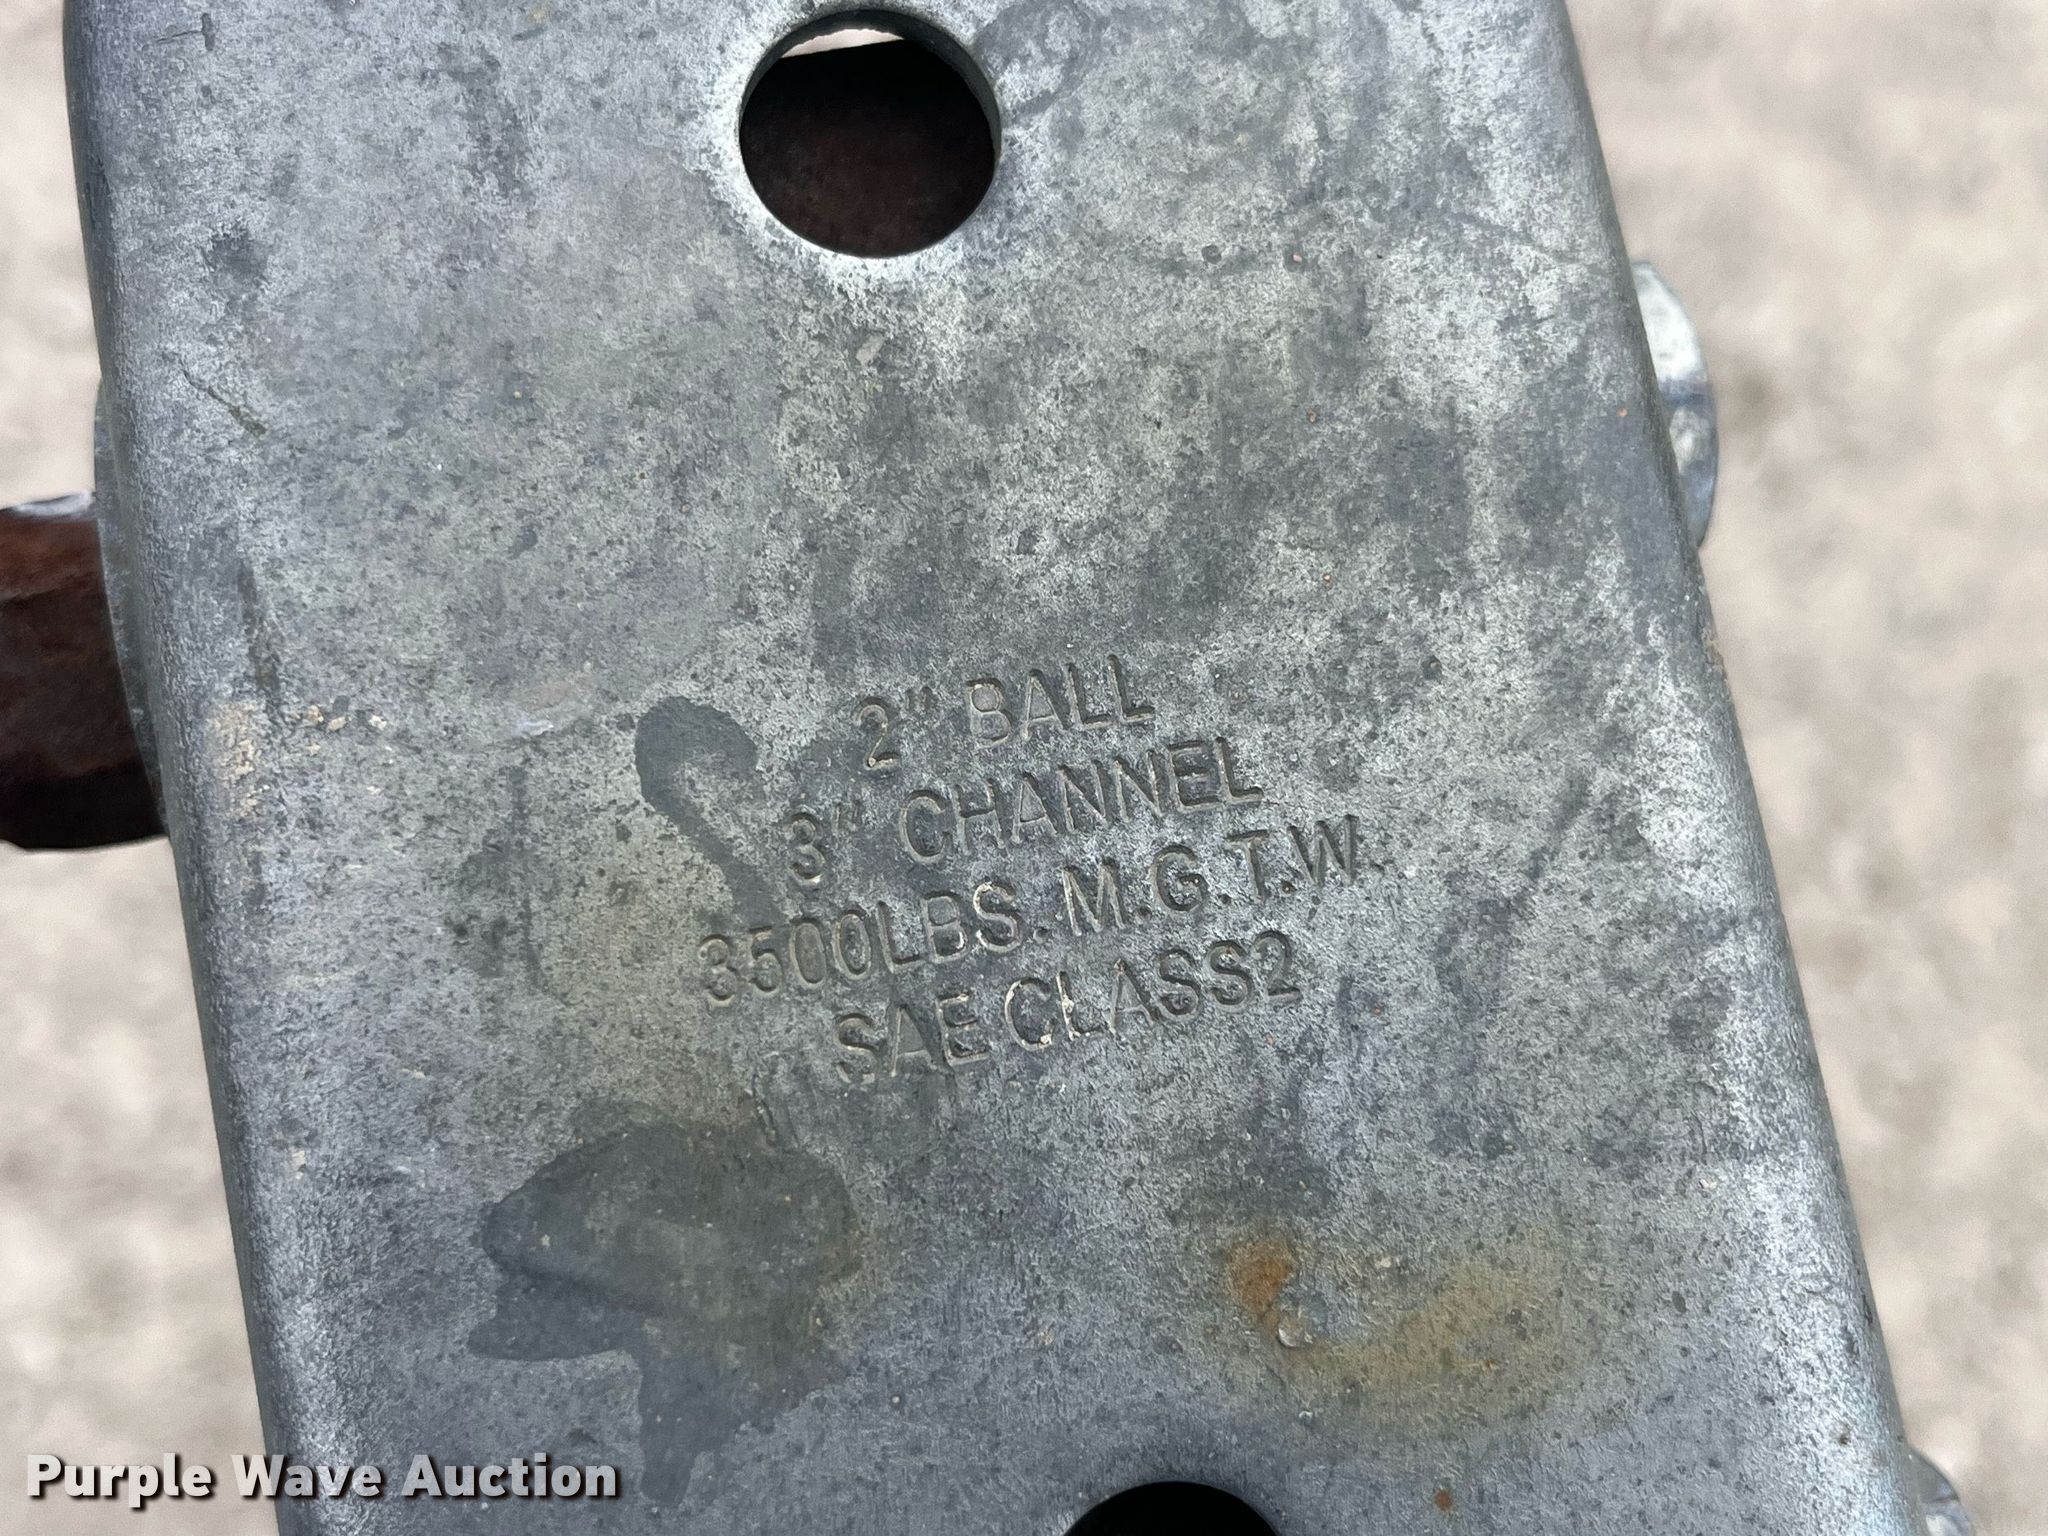 2" BALL
3" CHANNEL
3500LBS. M.G.T.W.
SAE CLASS2
Purple Wave Auction